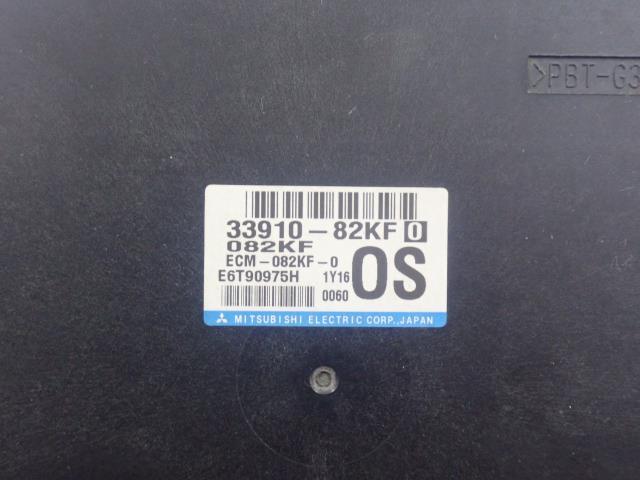 >PBT-G3
33910-82KF 0
082KF
ECM-082KF-0
E6T90975H 1Y16
0060
OS
MITSUBISHI ELECTRIC CORP., JAPAN